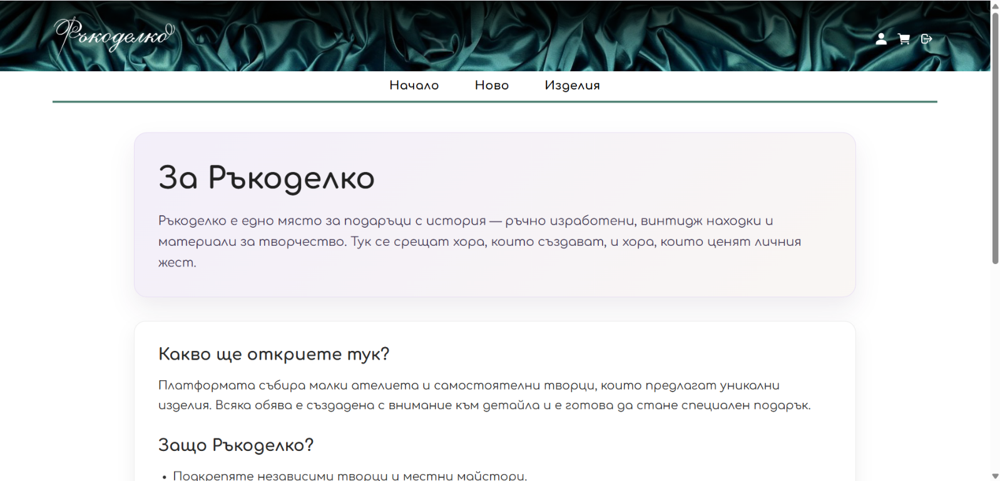 Ръкоделко
Начало Ново Изделия
За Ръкоделко
Ръкоделко е едно място за подаръци с история — ръчно изработени, винтидж находки и
материали за творчество. Тук се срещат хора, които създават, и хора, които ценят личния
жест.
Какво ще откриете тук?
Платформата събира малки ателиета и самостоятелни творци, които предлагат уникални
изделия. Всяка обява е създадена с внимание към детайла и е готова да стане специален подарък.
Защо Ръкоделко?
• Подкрепяте независими творци и местни майстори.